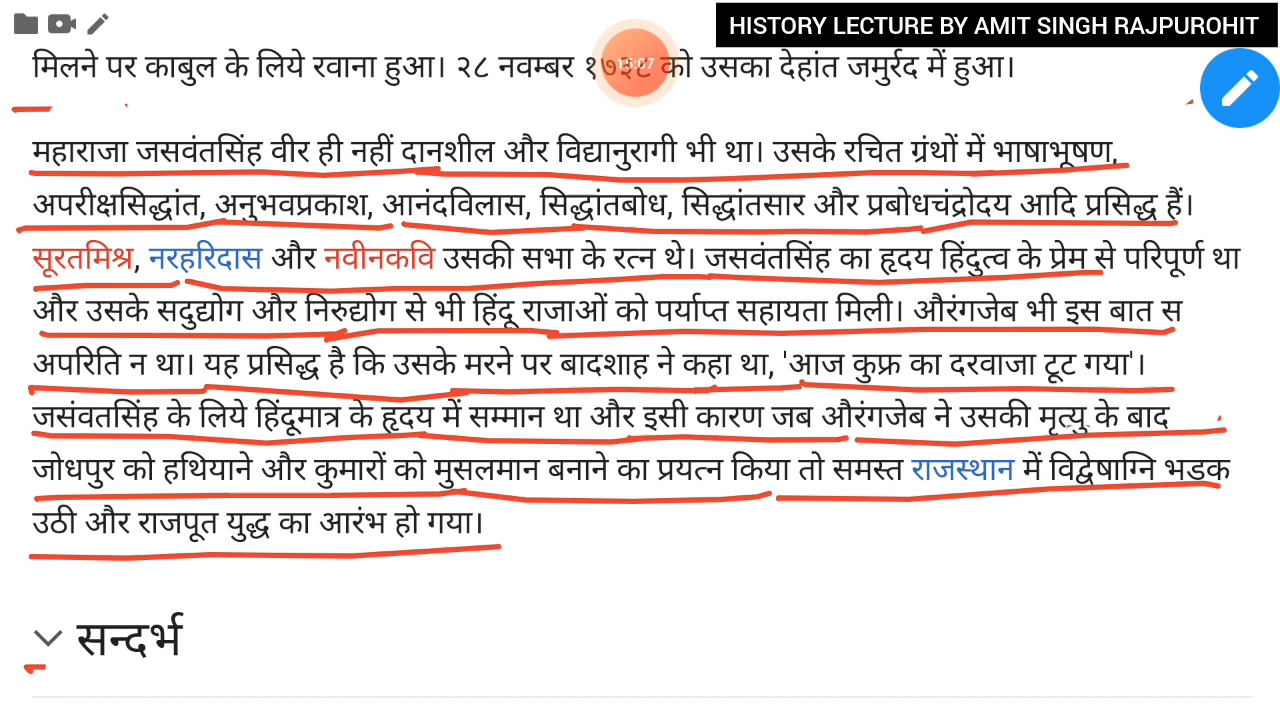 HISTORY LECTURE BY AMIT SINGH RAJPUROHIT
मिलने पर काबुल के लिये रवाना हुआ। २८ नवम्बर को उसका देहांत जमुर्रद में हुआ।
महाराजा जसवंतसिंह वीर ही नहीं दानशील और विद्यानुरागी भी था। उसके रचित ग्रंथों में भाषाभूषण,
अपरीक्षसिद्धांत, अनुभवप्रकाश, आनंदविलास, सिद्धांतबोध, सिद्धांतसार और प्रबोधचंद्रोदय आदि प्रसिद्ध हैं।
सूरतमिश्र, नरहरिदास और नवीनकवि उसकी सभा के रत्न थे। जसवंतसिंह का हृदय हिंदुत्व के प्रेम से परिपूर्ण था
और उसके सदुद्योग और निरुद्योग से भी हिंदू राजाओं को पर्याप्त सहायता मिली। औरंगजेब भी इस बात स
अपरिति न था। यह प्रसिद्ध है कि उसके मरने पर बादशाह ने कहा था, 'आज कुफ्र का दरवाजा टूट गया'।
जसंवतसिंह के लिये हिंदूमात्र के हृदय में सम्मान था और इसी कारण जब औरंगजेब ने उसकी मृत्यु के बाद
जोधपुर को हथियाने और कुमारों को मुसलमान बनाने का प्रयत्न किया तो समस्त राजस्थान में विद्वेषाग्नि भडक
उठी और राजपूत युद्ध का आरंभ हो गया।
सन्दर्भ